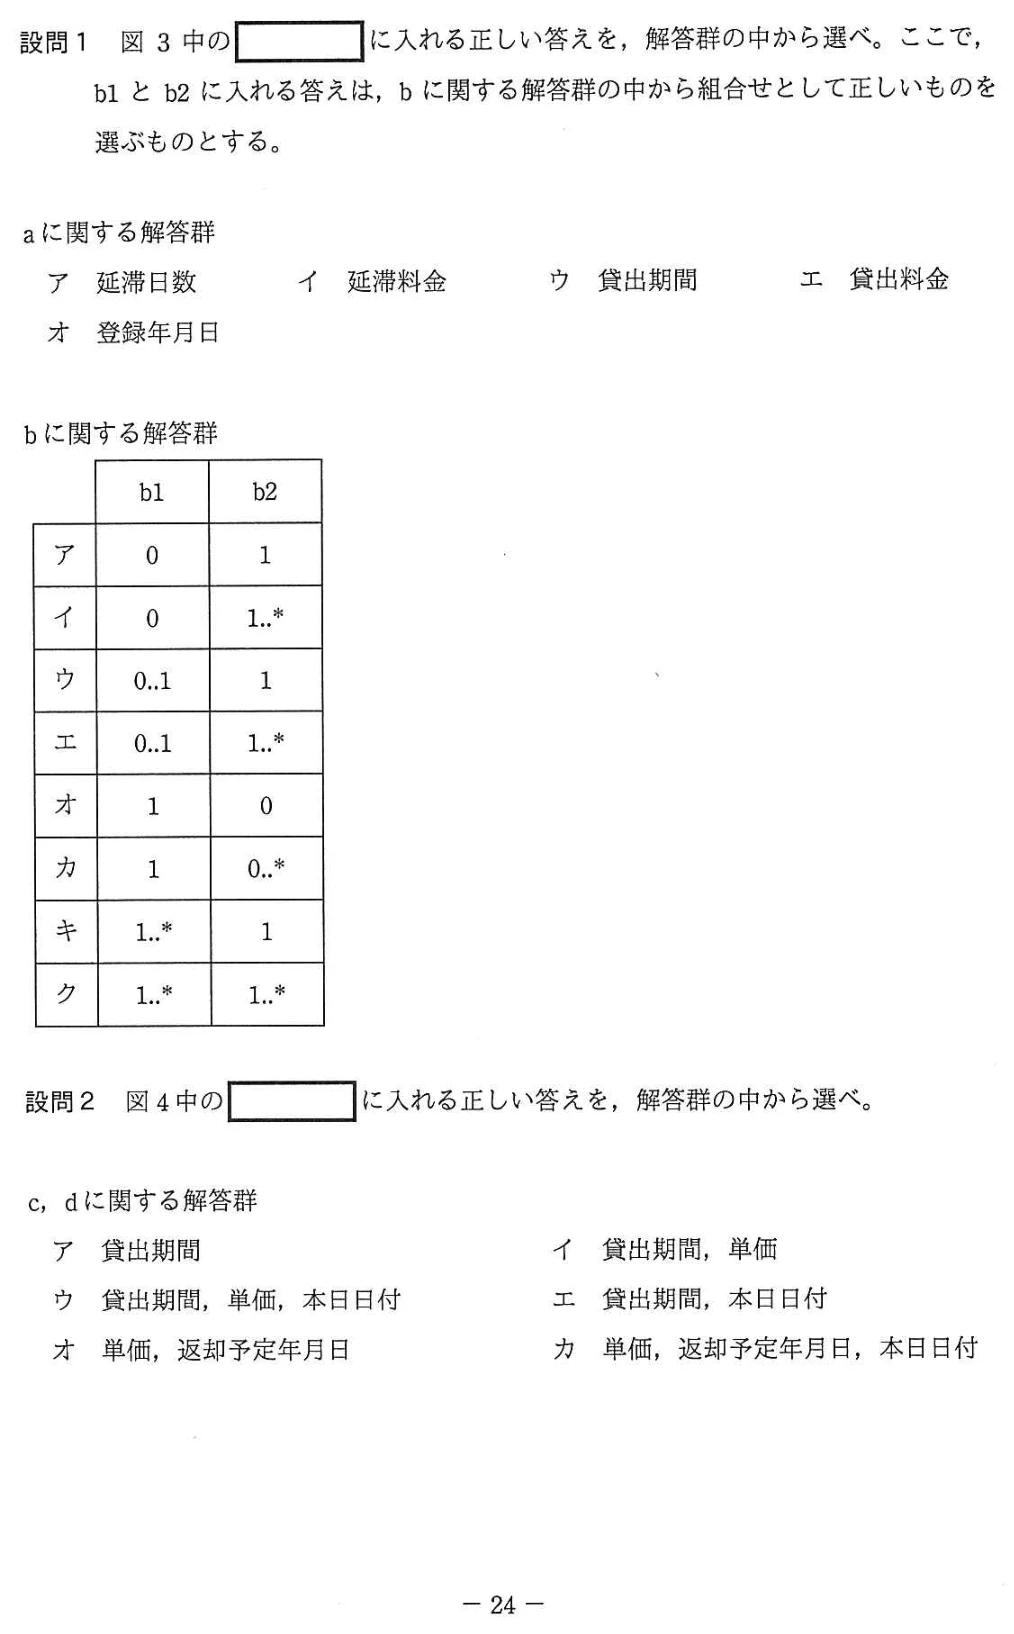 設問1 図 3 中の に入れる正しい答えを，解答群の中から選べ。ここで，
b1 と b2 に入れる答えは，b に関する解答群の中から組合せとして正しいものを
選ぶものとする。
aに関する解答群
ア 延滞日数 イ 延滞料金 ウ 貸出期間 エ 貸出料金
オ 登録年月日
bに関する解答群
b1 b2
ア 0 1
イ 0 1..*
ウ 0..1 1
エ 0..1 1..*
オ 1 0
カ 1 0..*
キ 1..* 1
ク 1..* 1..*
設問2 図4中の に入れる正しい答えを，解答群の中から選べ。
c，dに関する解答群
ア 貸出期間 イ 貸出期間，単価
ウ 貸出期間，単価，本日日付 エ 貸出期間，本日日付
オ 単価，返却予定年月日 カ 単価，返却予定年月日，本日日付
－ 24 －